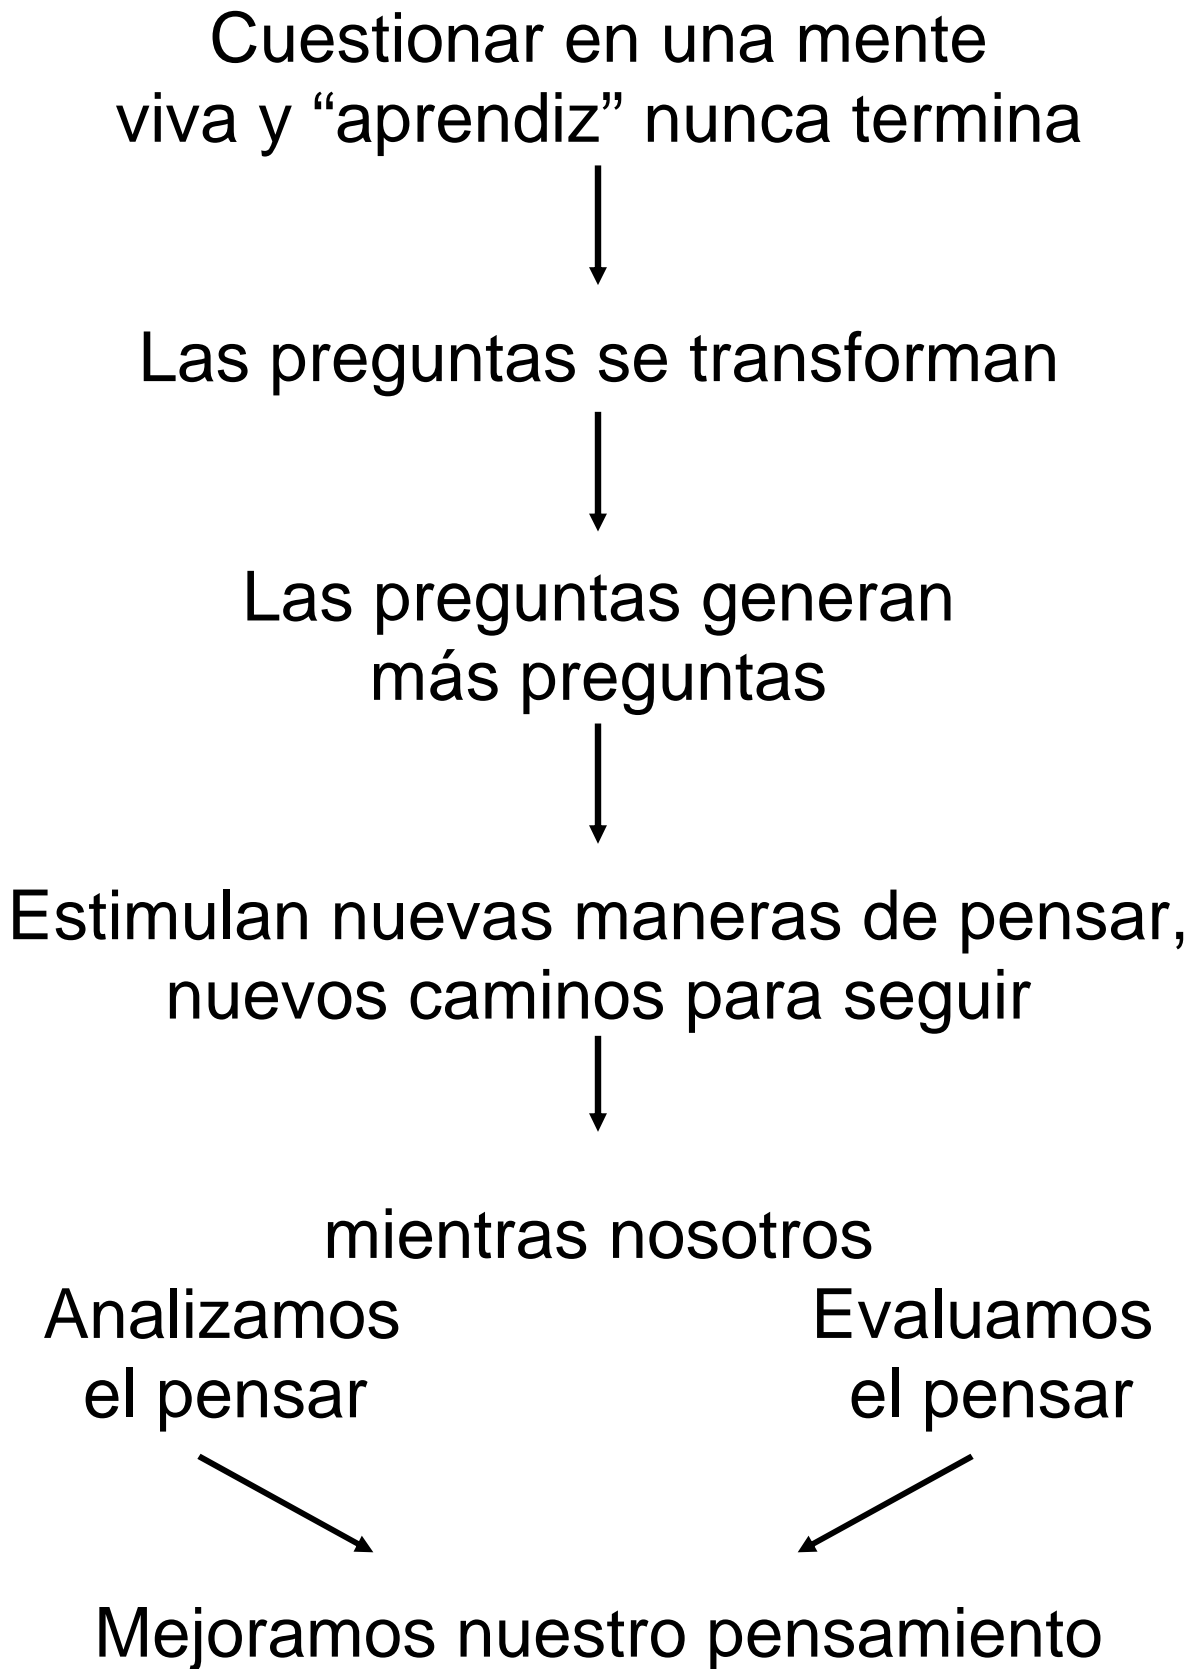 Cuestionar en una mente
viva y “aprendiz” nunca termina
Las preguntas se transforman
Las preguntas generan
más preguntas
Estimulan nuevas maneras de pensar,
nuevos caminos para seguir
mientras nosotros
Analizamos
el pensar
Evaluamos
el pensar
Mejoramos nuestro pensamiento